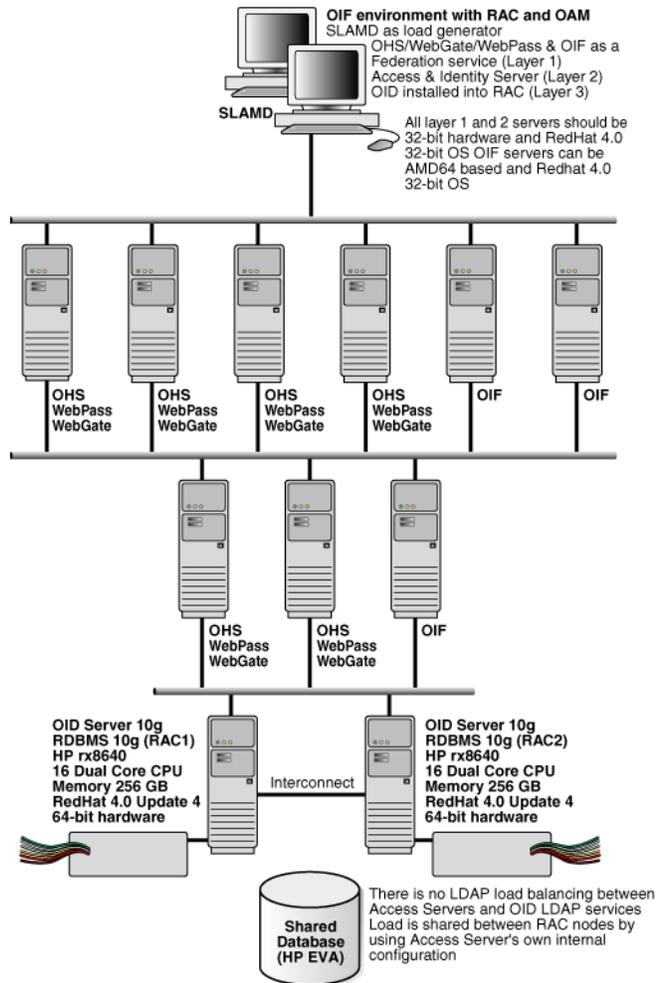 OIF environment with RAC and OAM
SLAMD as load generator
OHS/WebGate/WebPass & OIF as a
Federation service (Layer 1)
Access & Identity Server (Layer 2)
OID installed into RAC (Layer 3)
SLAMD
All layer 1 and 2 servers should be
32-bit hardware and RedHat 4.0
32-bit OS OIF servers can be
AMD64 based and Redhat 4.0
32-bit OS
OHS
WebPass
WebGate
OHS
WebPass
WebGate
OHS
WebPass
WebGate
OHS
WebPass
WebGate
OIF
OIF
OHS
WebPass
WebGate
OHS
WebPass
WebGate
OIF
OID Server 10g
RDBMS 10g (RAC1)
HP rx8640
16 Dual Core CPU
Memory 256 GB
RedHat 4.0 Update 4
64-bit hardware
Interconnect
OID Server 10g
RDBMS 10g (RAC2)
HP rx8640
16 Dual Core CPU
Memory 256 GB
RedHat 4.0 Update 4
64-bit hardware
Shared
Database
(HP EVA)
There is no LDAP load balancing between
Access Servers and OID LDAP services
Load is shared between RAC nodes by
using Access Server's own internal
configuration